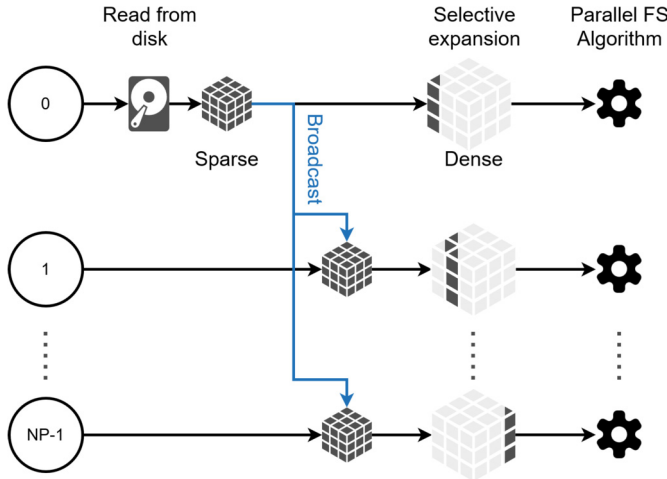 Read from
disk
Selective
expansion
Parallel FS
Algorithm
0
Sparse
Broadcast
Dense
1
NP-1